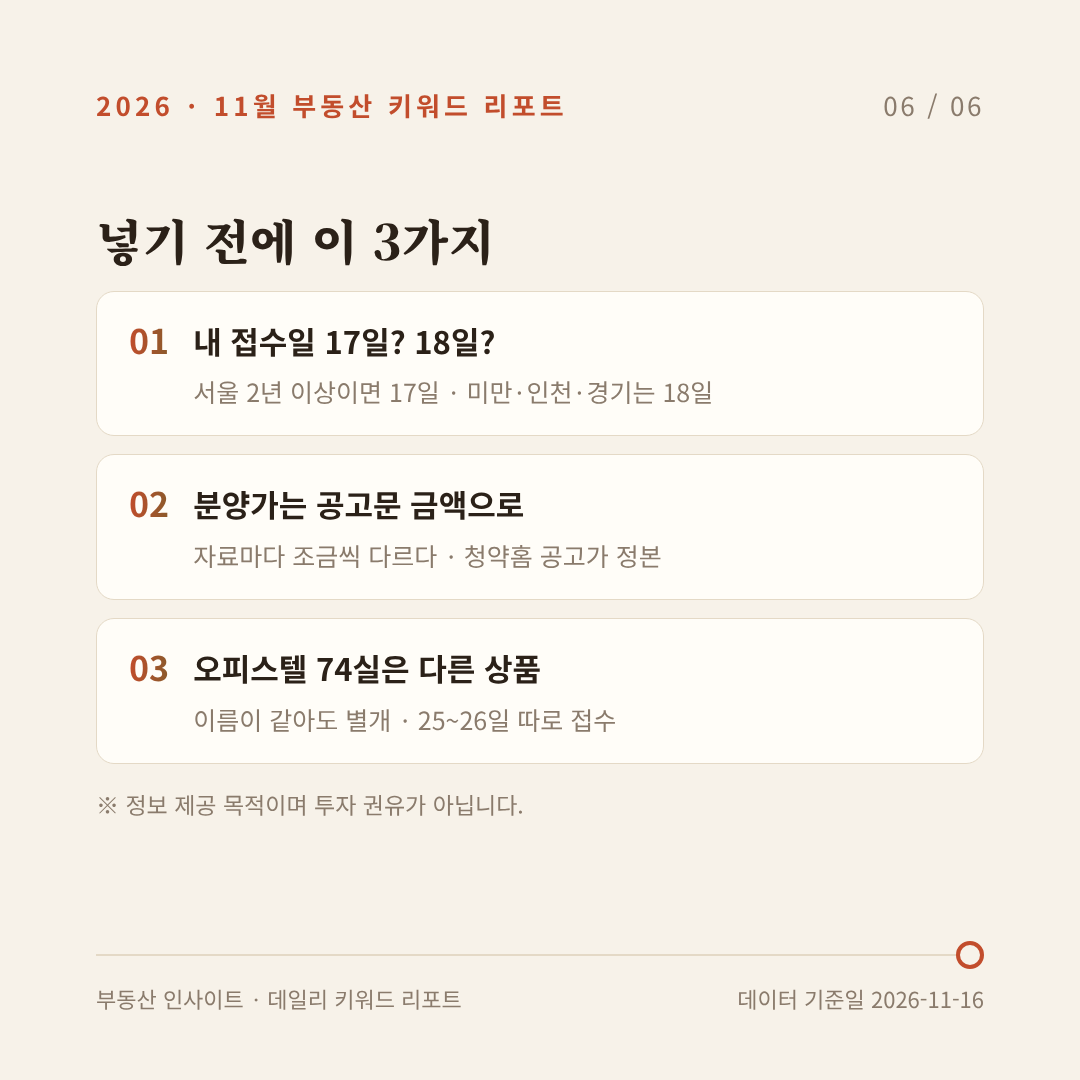 2026 · 11월 부동산 키워드 리포트
06 / 06
넣기 전에 이 3가지
01 내 접수일 17일? 18일?
서울 2년 이상이면 17일 · 미만·인천·경기는 18일
02 분양가는 공고문 금액으로
자료마다 조금씩 다르다 · 청약홈 공고가 정본
03 오피스텔 74실은 다른 상품
이름이 같아도 별개 · 25~26일 따로 접수
※ 정보 제공 목적이며 투자 권유가 아닙니다.
부동산 인사이트 · 데일리 키워드 리포트
데이터 기준일 2026-11-16